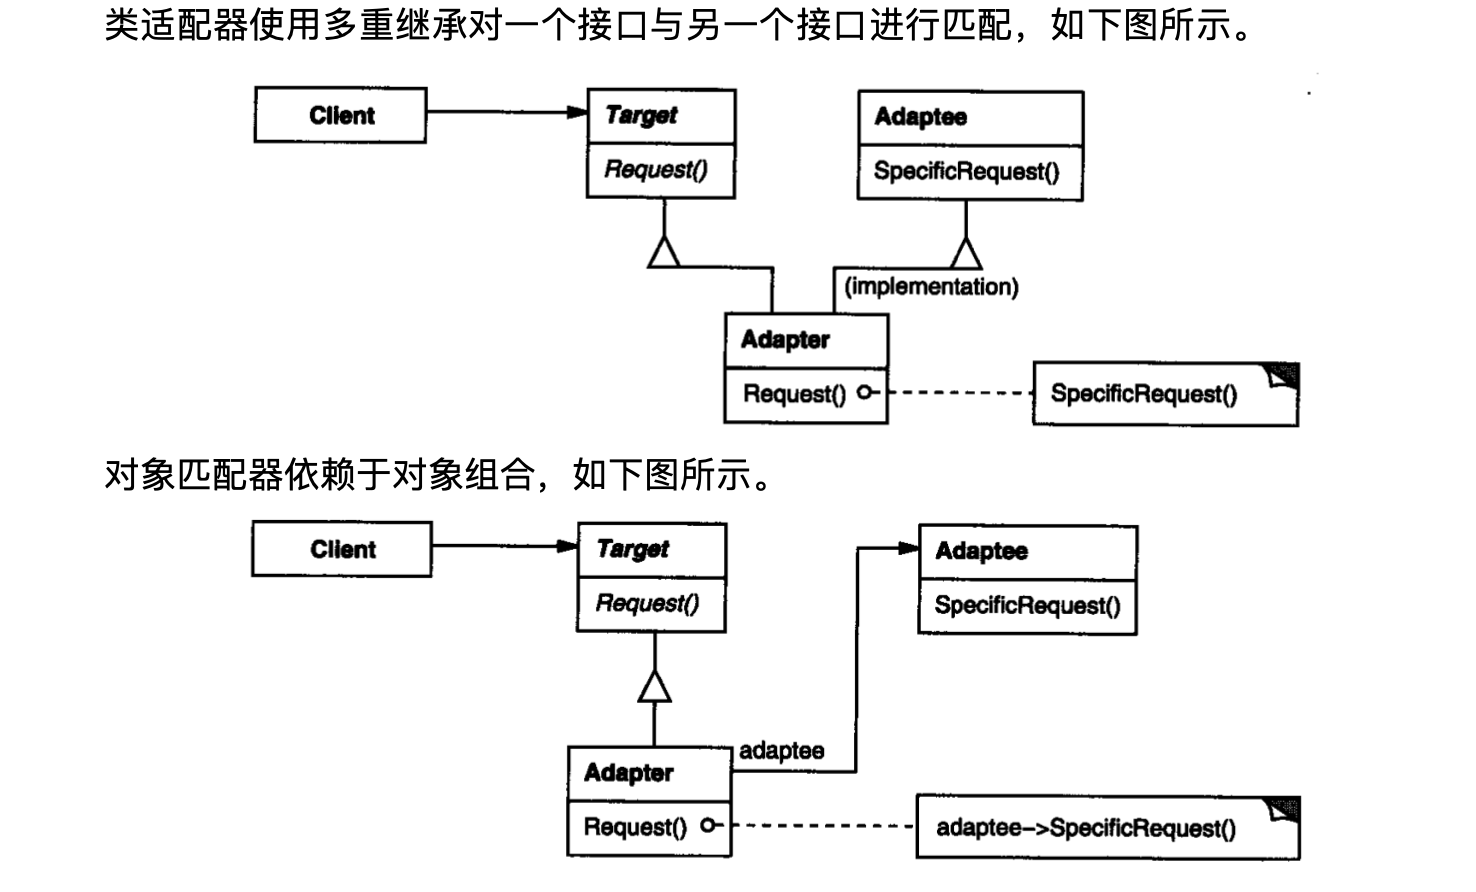 类适配器使用多重继承对一个接口与另一个接口进行匹配，如下图所示。
Client
Target
Request()
Adaptee
SpecificRequest()
(implementation)
Adapter
Request()
SpecificRequest()
对象匹配器依赖于对象组合，如下图所示。
Client
Target
Request()
Adaptee
SpecificRequest()
adaptee
Adapter
Request()
adaptee->SpecificRequest()